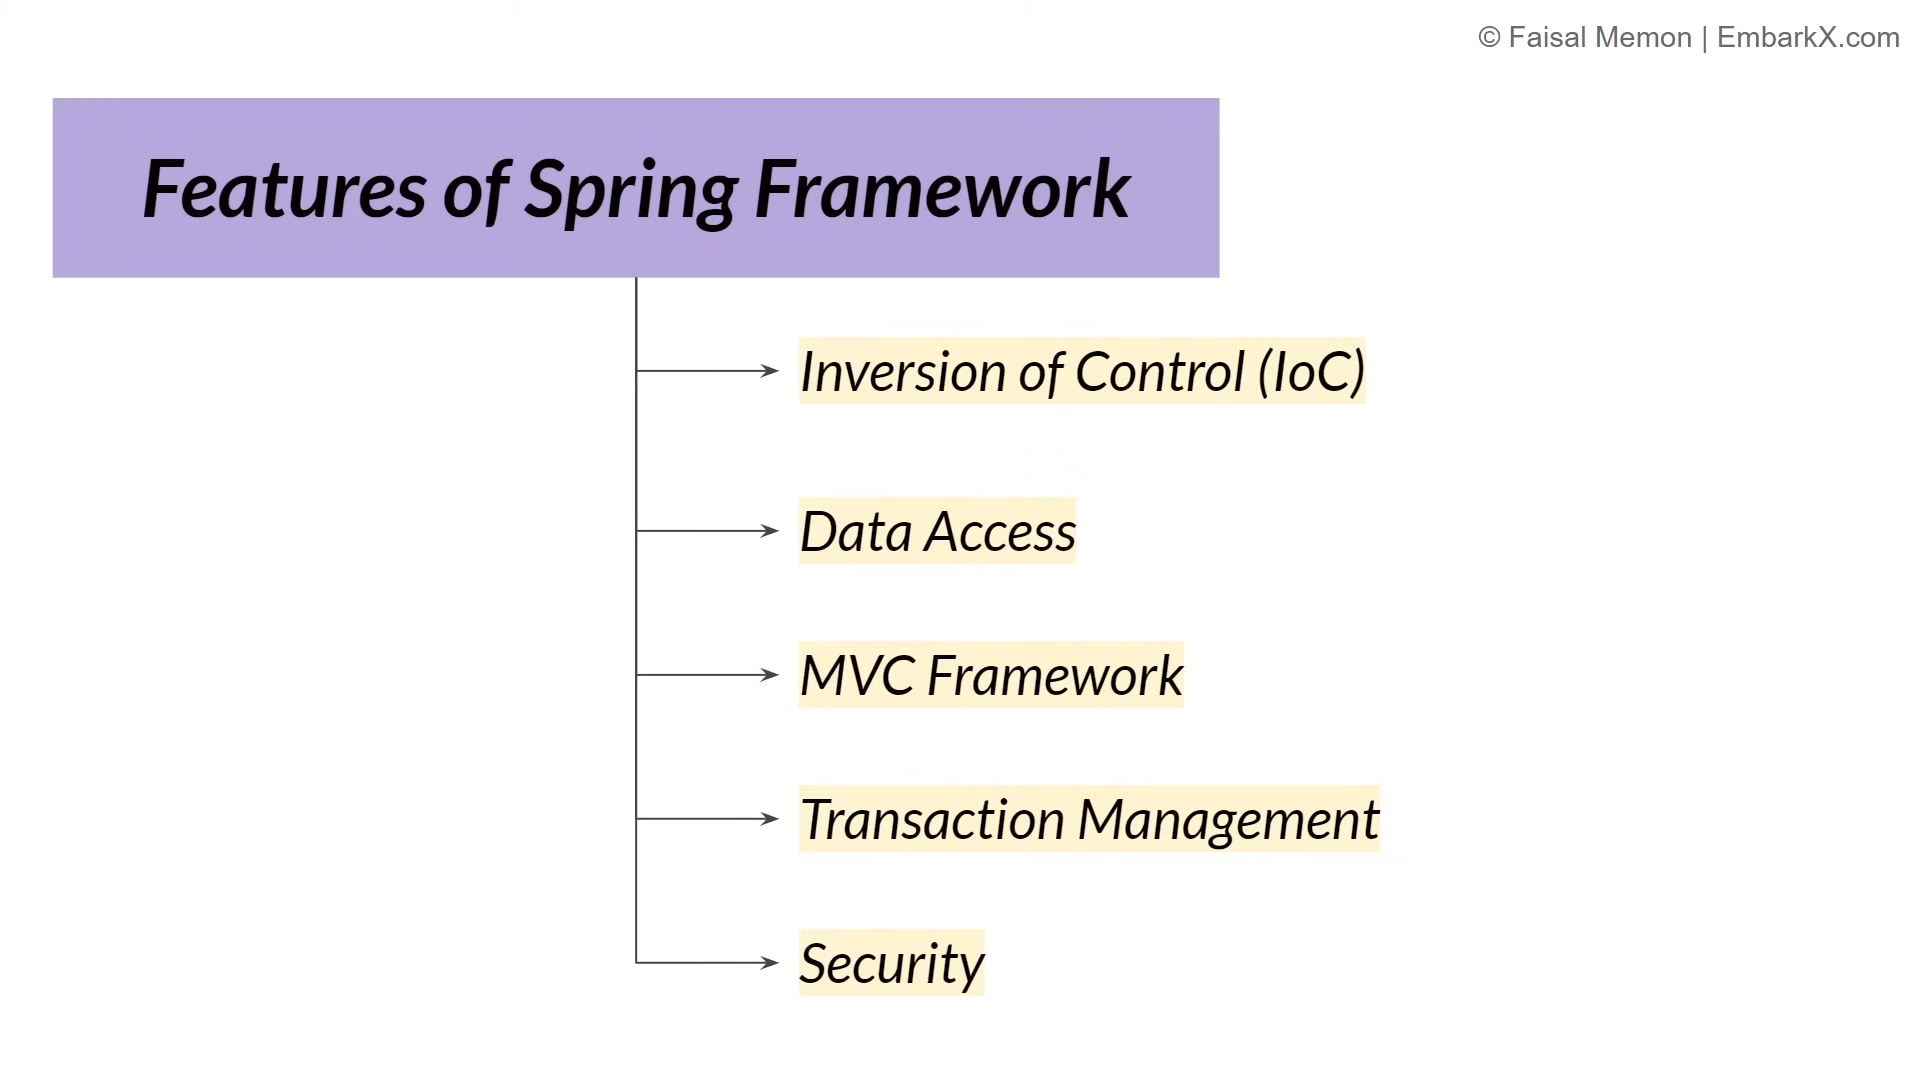 © Faisal Memon | EmbarkX.com
Features of Spring Framework
Inversion of Control (IoC)
Data Access
MVC Framework
Transaction Management
Security